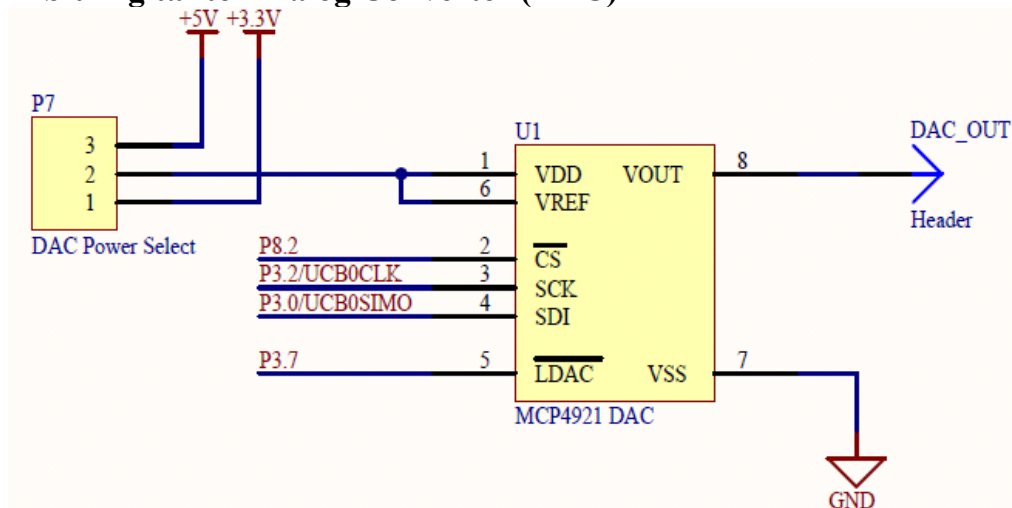 +5V +3.3V
P7
3
2
1
DAC Power Select
U1
1 VDD VOUT 8
6 VREF
DAC_OUT
Header
P8.2 2 CS
P3.2/UCB0CLK 3 SCK
P3.0/UCB0SIMO 4 SDI
P3.7 5 LDAC VSS 7
MCP4921 DAC
GND